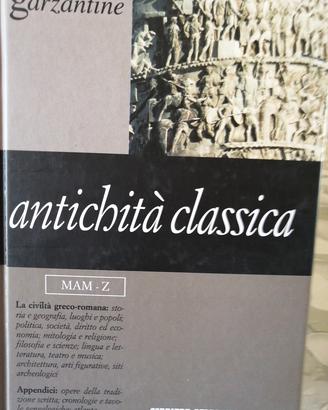 garzantine
antichità classica
MAM - Z
La civiltà greco-romana: sto-
ria e geografia, luoghi e popoli;
politica, società, diritto ed eco-
nomia; mitologia e religione;
filosofia e scienze; lingua e let-
teratura, teatro e musica;
architettura, arti figurative, siti
archeologici
Appendici: opere della tradi-
zione scritta; cronologie e tavo-